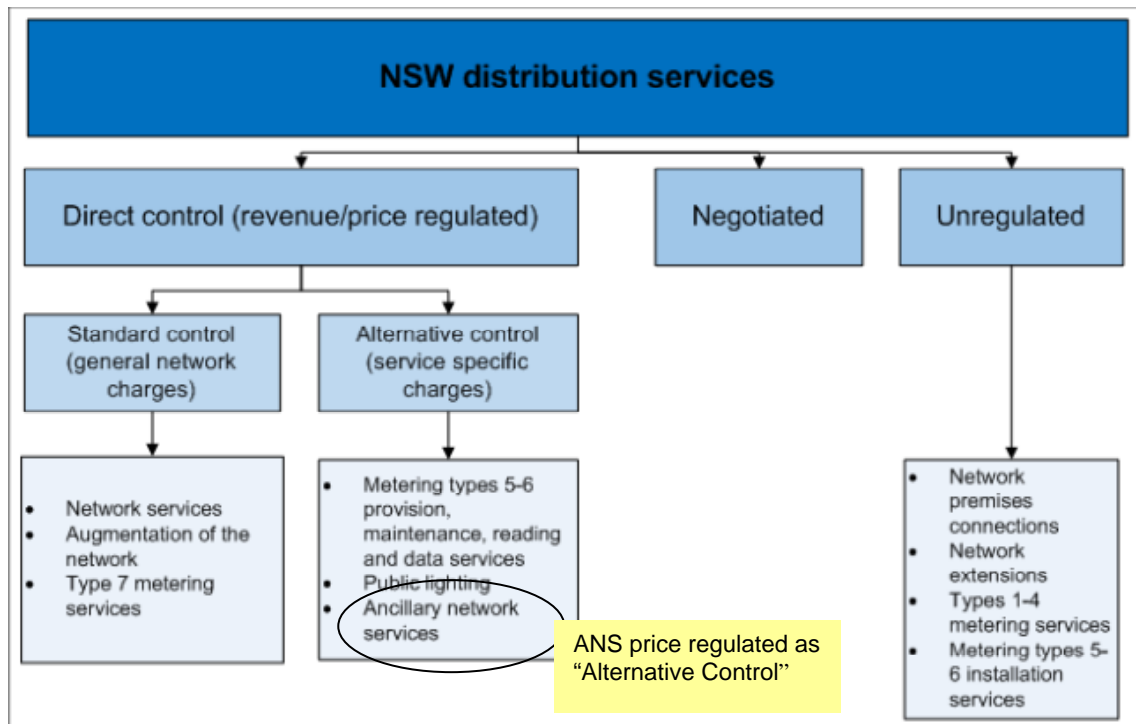 NSW distribution services
Direct control (revenue/price regulated)
Negotiated
Unregulated
Standard control
(general network
charges)
Alternative control
(service specific
charges)
• Network services
• Augmentation of the
network
• Type 7 metering
services
• Metering types 5-6
provision,
maintenance, reading
and data services
• Public lighting
• Ancillary network
services
ANS price regulated as
“Alternative Control”
• Network
premises
connections
• Network
extensions
• Types 1-4
metering services
• Metering types 5-
6 installation
services